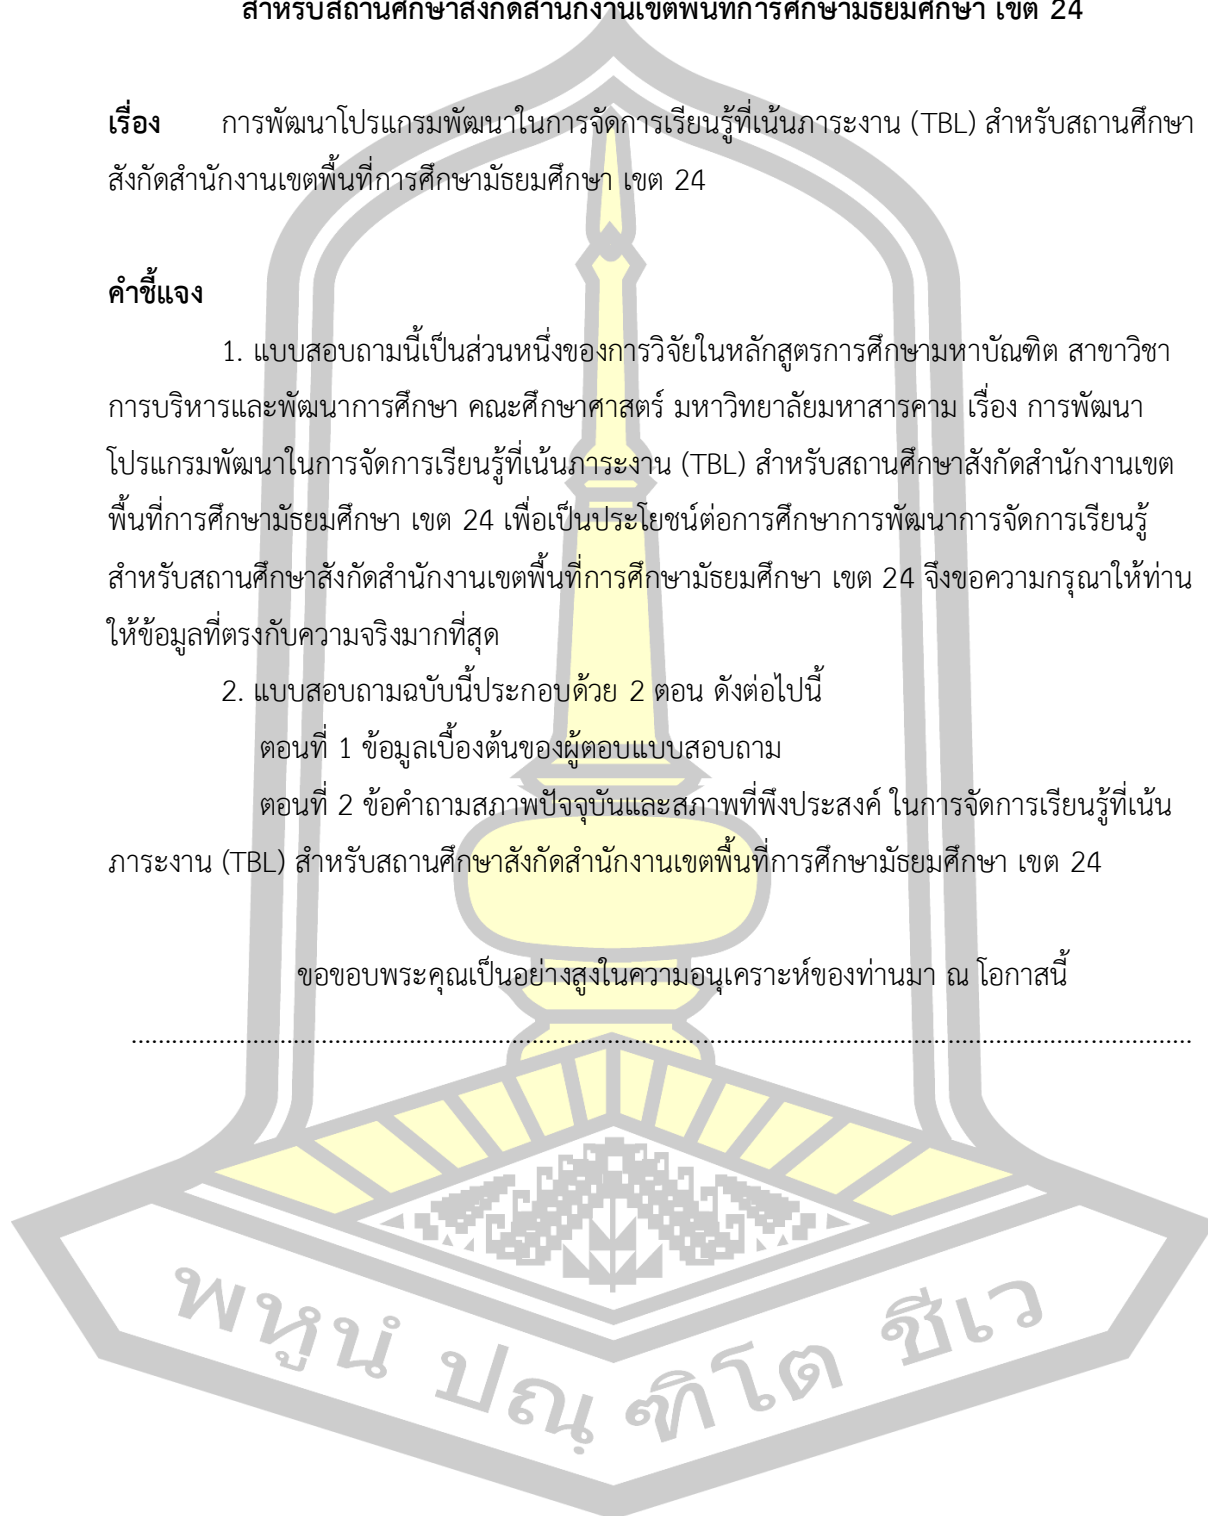 สำหรับสถานศึกษาสังกัดสำนักงานเขตพื้นที่การศึกษามัธยมศึกษา เขต 24
เรื่อง การพัฒนาโปรแกรมพัฒนาในการจัดการเรียนรู้ที่เน้นภาระงาน (TBL) สำหรับสถานศึกษา
สังกัดสำนักงานเขตพื้นที่การศึกษามัธยมศึกษา เขต 24
คำชี้แจง
1. แบบสอบถามนี้เป็นส่วนหนึ่งของการวิจัยในหลักสูตรการศึกษามหาบัณฑิต สาขาวิชา
การบริหารและพัฒนาการศึกษา คณะศึกษาศาสตร์ มหาวิทยาลัยมหาสารคาม เรื่อง การพัฒนา
โปรแกรมพัฒนาในการจัดการเรียนรู้ที่เน้นภาระงาน (TBL) สำหรับสถานศึกษาสังกัดสำนักงานเขต
พื้นที่การศึกษามัธยมศึกษา เขต 24 เพื่อเป็นประโยชน์ต่อการศึกษาการพัฒนาการจัดการเรียนรู้
สำหรับสถานศึกษาสังกัดสำนักงานเขตพื้นที่การศึกษามัธยมศึกษา เขต 24 จึงขอความกรุณาให้ท่าน
ให้ข้อมูลที่ตรงกับความจริงมากที่สุด
2. แบบสอบถามฉบับนี้ประกอบด้วย 2 ตอน ดังต่อไปนี้
ตอนที่ 1 ข้อมูลเบื้องต้นของผู้ตอบแบบสอบถาม
ตอนที่ 2 ข้อคำถามสภาพปัจจุบันและสภาพที่พึงประสงค์ ในการจัดการเรียนรู้ที่เน้น
ภาระงาน (TBL) สำหรับสถานศึกษาสังกัดสำนักงานเขตพื้นที่การศึกษามัธยมศึกษา เขต 24
ขอขอบพระคุณเป็นอย่างสูงในความอนุเคราะห์ของท่านมา ณ โอกาสนี้
พหูนํ ปณฺฑิโต ชีเว